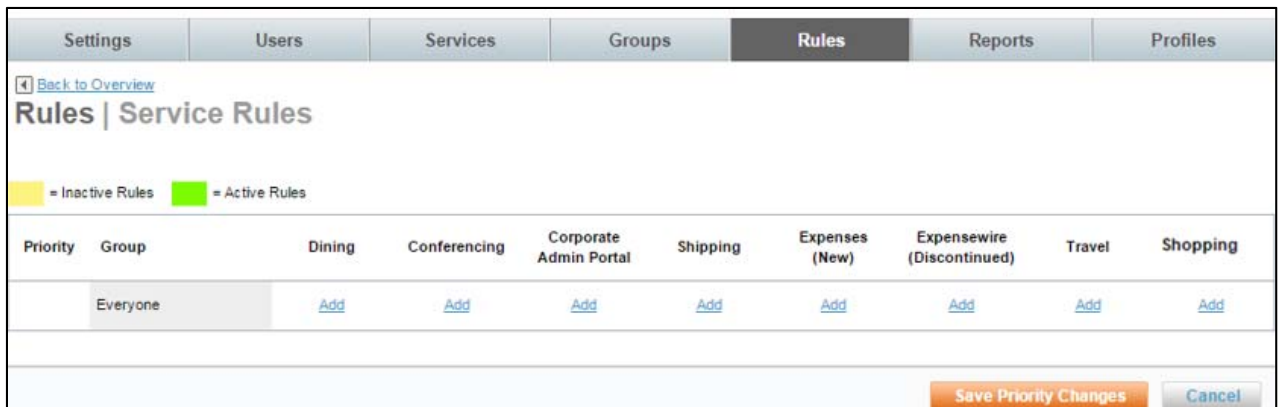 Settings Users Services Groups Rules Reports Profiles
Back to Overview
Rules | Service Rules
= Inactive Rules = Active Rules
Priority Group Dining Conferencing Corporate Admin Portal Shipping Expenses (New) Expensewire (Discontinued) Travel Shopping
Everyone Add Add Add Add Add Add Add Add
Save Priority Changes Cancel